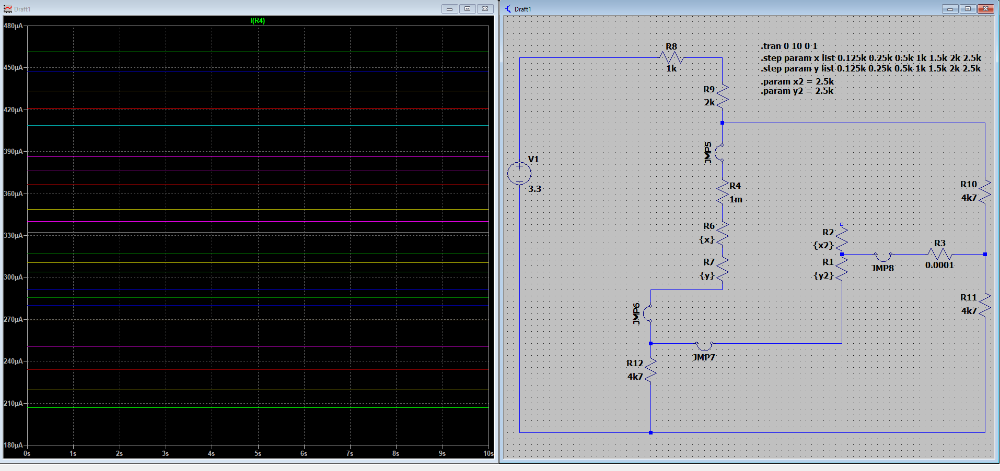 Draft1
I(R4)
480µA
450µA
420µA
390µA
360µA
330µA
300µA
270µA
240µA
210µA
180µA
0s 1s 2s 3s 4s 5s 6s 7s 8s 9s 10s
Draft1
.tran 0 10 0 1
.step param x list 0.125k 0.25k 0.5k 1k 1.5k 2k 2.5k
.step param y list 0.125k 0.25k 0.5k 1k 1.5k 2k 2.5k
.param x2 = 2.5k
.param y2 = 2.5k
R8
1k
R9
2k
JMP5
V1
3.3
R4
1m
R10
4k7
R6
{x}
R2
{x2}
R3
0.0001
R7
{y}
R1
{y2}
JMP8
R11
4k7
JMP6
JMP7
R12
4k7